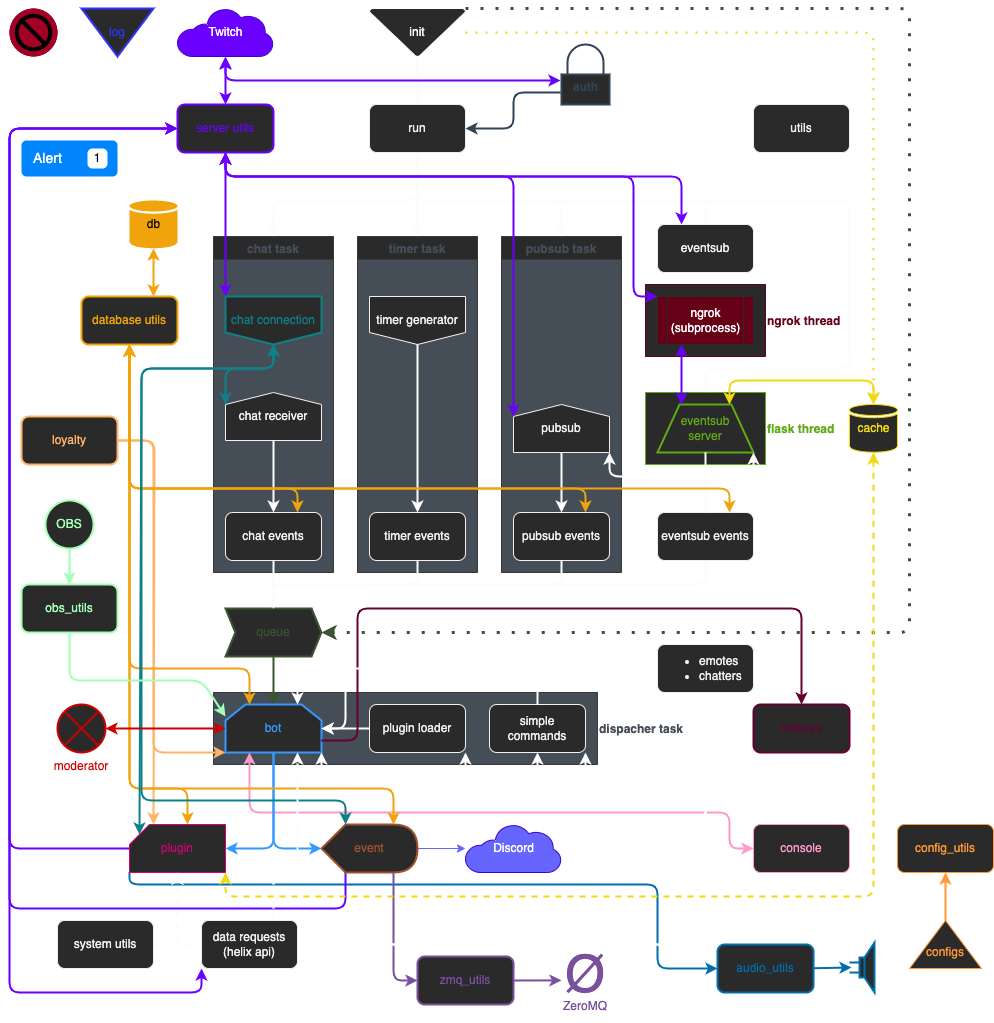 log
Twitch
init
auth
server utils
run
utils
Alert 1
db
eventsub
chat task
timer task
pubsub task
database utils
chat connection
timer generator
ngrok
(subprocess)
ngrok thread
chat receiver
pubsub
eventsub
server
flask thread
cache
loyalty
OBS
chat events
timer events
pubsub events
eventsub events
obs_utils
queue
emotes
chatters
bot
plugin loader
simple
commands
dispacher task
moderator
plugin
event
Discord
console
config_utils
system utils
data requests
(helix api)
configs
zmq_utils
ZeroMQ
audio_utils